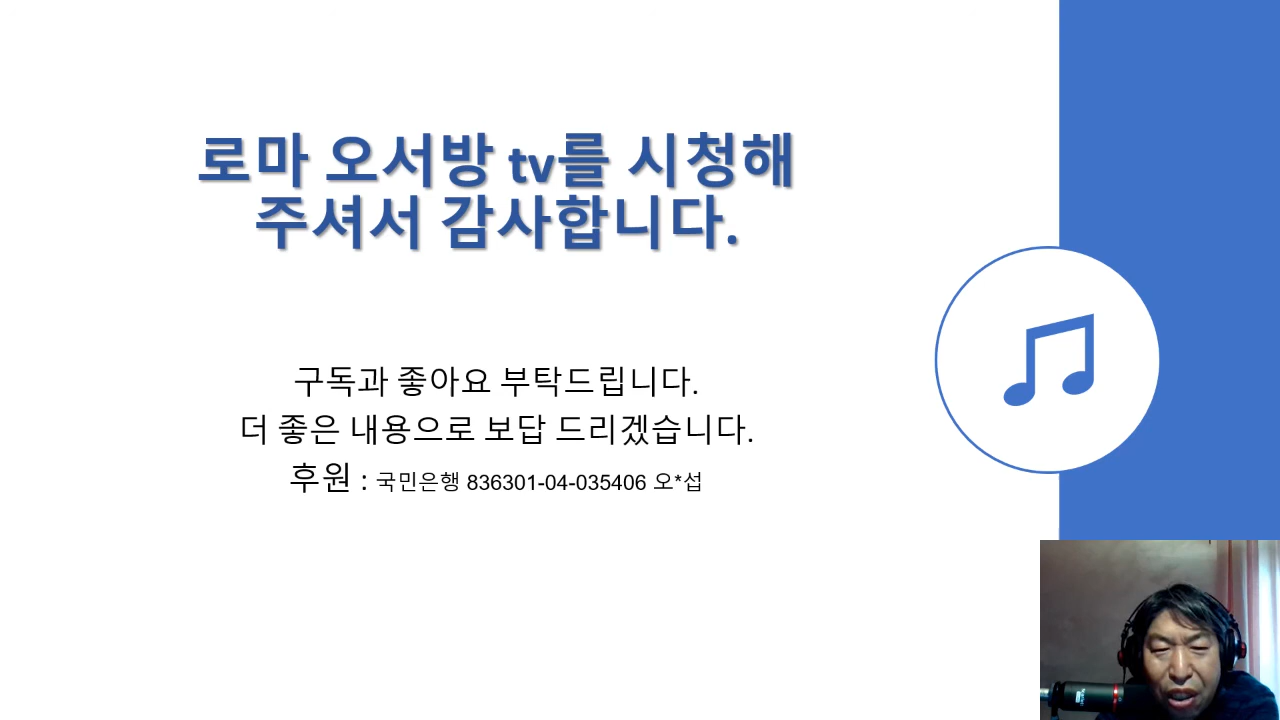 로마 오서방 tv를 시청해
주셔서 감사합니다.
구독과 좋아요 부탁드립니다.
더 좋은 내용으로 보답 드리겠습니다.
후원 : 국민은행 836301-04-035406 오*섭